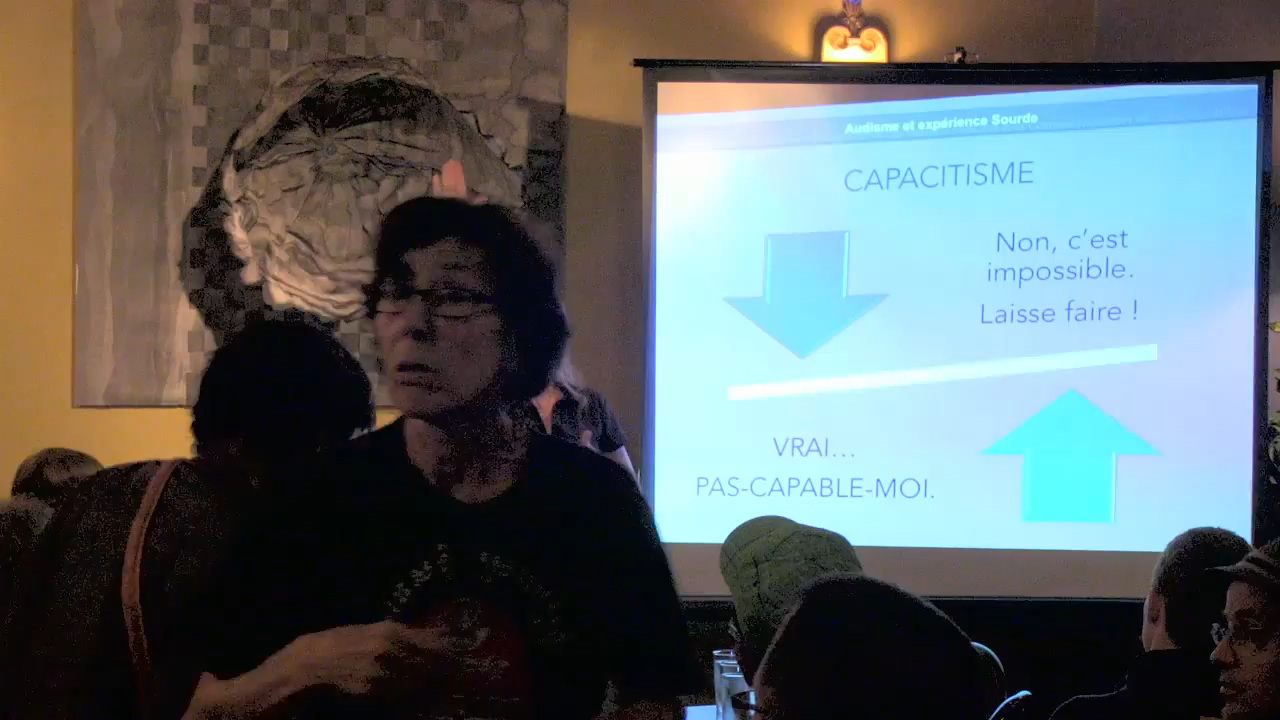 Audisme et expérience Sourde
CAPACITISME
Non, c'est
impossible.
Laisse faire !
VRAI...
PAS-CAPABLE-MOI.